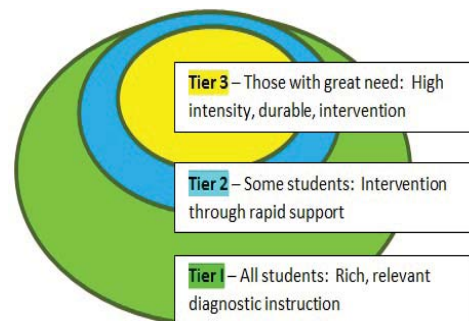 Tier 3 – Those with great need: High
intensity, durable, intervention
Tier 2 – Some students: Intervention
through rapid support
Tier I – All students: Rich, relevant
diagnostic instruction